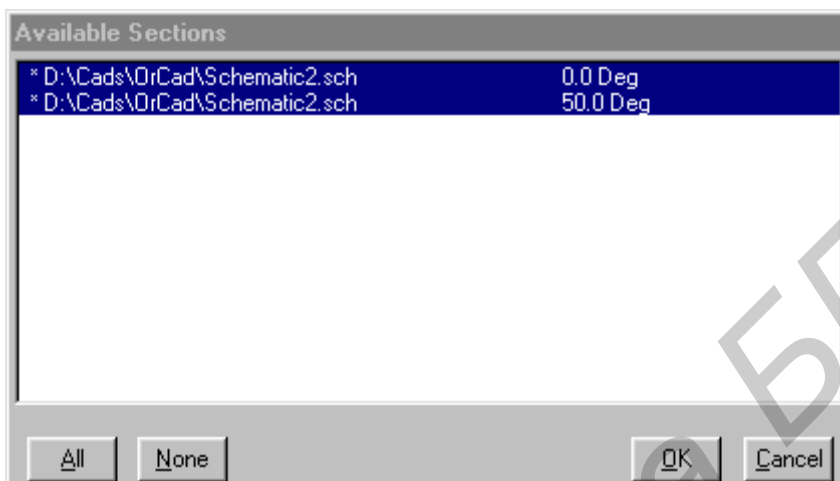 Available Sections
* D:\Cads\OrCad\Schematic2.sch 0.0 Deg
* D:\Cads\OrCad\Schematic2.sch 50.0 Deg
All None OK Cancel